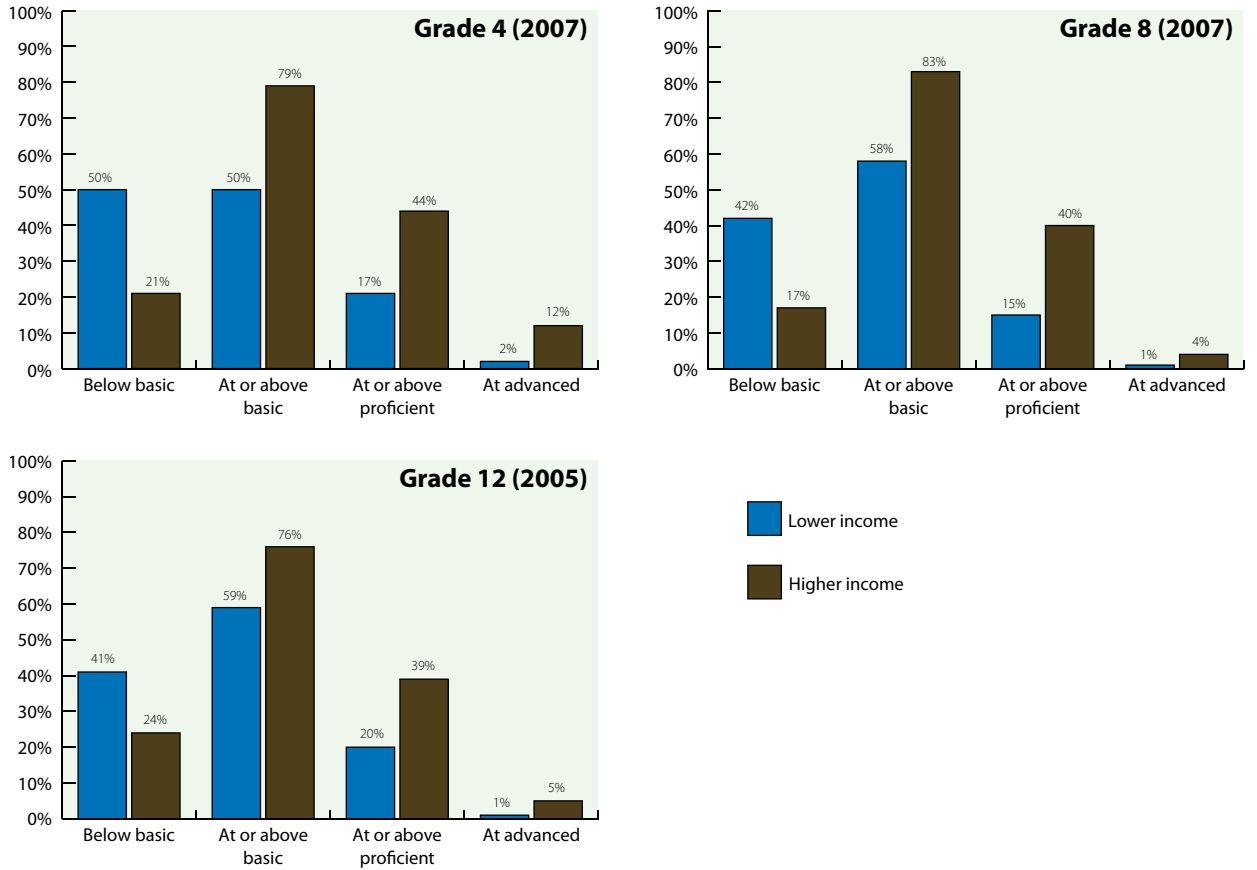 Grade 4 (2007)
100%
90%
80%
70%
60%
50%
40%
30%
20%
10%
0%
50%
21%
50%
79%
17%
44%
2%
12%
Below basic
At or above
basic
At or above
proficient
At advanced
Grade 8 (2007)
100%
90%
80%
70%
60%
50%
40%
30%
20%
10%
0%
42%
17%
58%
83%
15%
40%
1%
4%
Below basic
At or above
basic
At or above
proficient
At advanced
Grade 12 (2005)
100%
90%
80%
70%
60%
50%
40%
30%
20%
10%
0%
41%
24%
59%
76%
20%
39%
1%
5%
Below basic
At or above
basic
At or above
proficient
At advanced
Lower income
Higher income